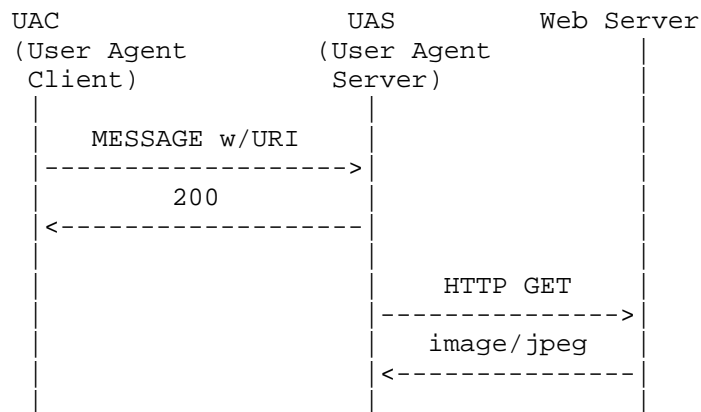 UAC UAS Web Server
(User Agent (User Agent
Client) Server)
MESSAGE w/URI
200
HTTP GET
image/jpeg